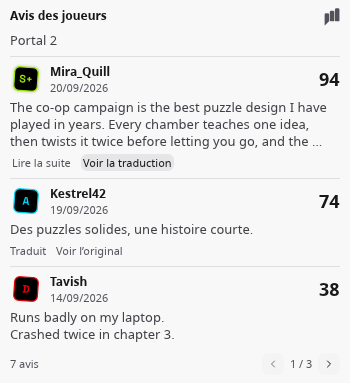 Avis des joueurs
Portal 2
S+
Mira_Quill
20/09/2026
94
The co-op campaign is the best puzzle design I have
played in years. Every chamber teaches one idea,
then twists it twice before letting you go, and the ...
Lire la suite Voir la traduction
A
Kestrel42
19/09/2026
74
Des puzzles solides, une histoire courte.
Traduit Voir l’original
D
Tavish
14/09/2026
38
Runs badly on my laptop.
Crashed twice in chapter 3.
7 avis
1 / 3